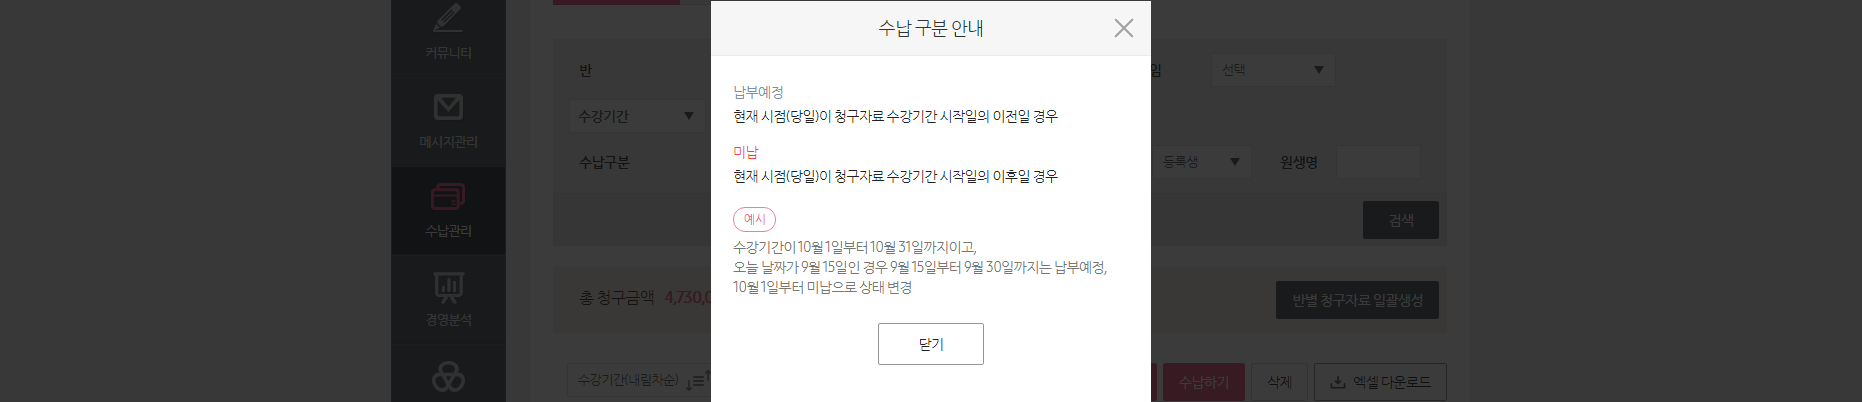 수납 구분 안내
커뮤니티
메시지관리
수납관리
경영분석
반
선택
수강기간
수납구분
등록생
원생명
검색
총 청구금액 4,730,0
반별 청구자료 일괄생성
수강기간(내림차순)
수납하기
삭제
엑셀 다운로드
납부예정
현재 시점(당일)이 청구자료 수강기간 시작일의 이전일 경우
미납
현재 시점(당일)이 청구자료 수강기간 시작일의 이후일 경우
예시
수강기간이 10월 1일부터 10월 31일까지이고,
오늘 날짜가 9월 15일인 경우 9월 15일부터 9월 30일까지는 납부예정,
10월 1일부터 미납으로 상태 변경
닫기